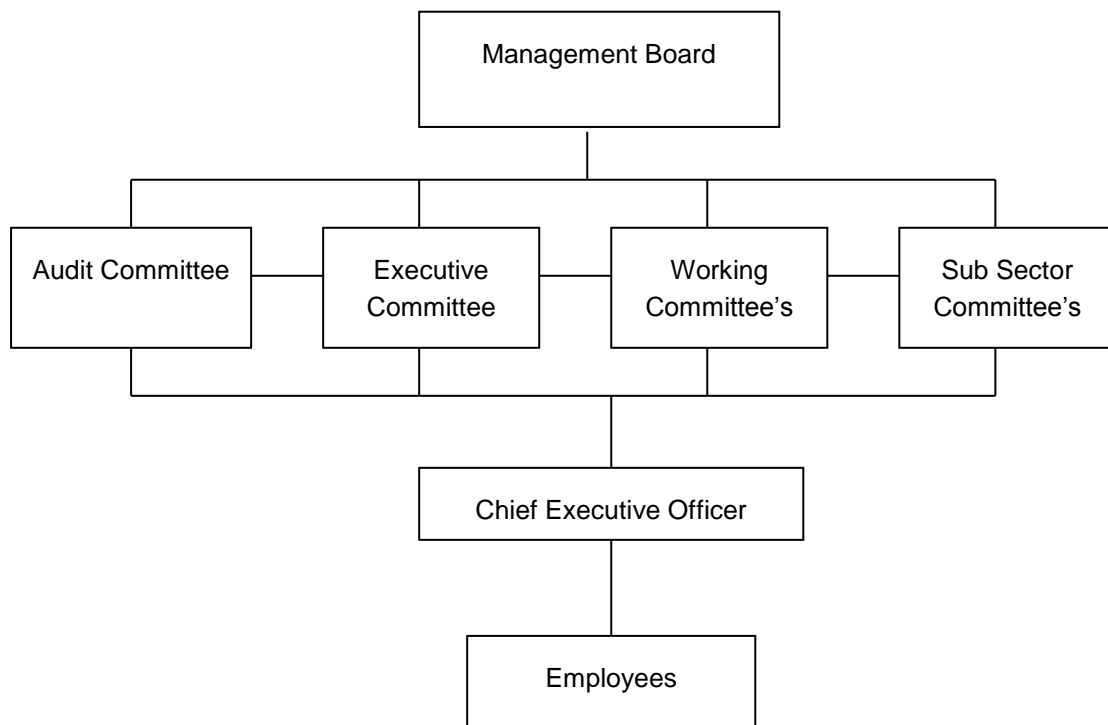 Management Board
Audit Committee
Executive
Committee
Working
Committee’s
Sub Sector
Committee’s
Chief Executive Officer
Employees